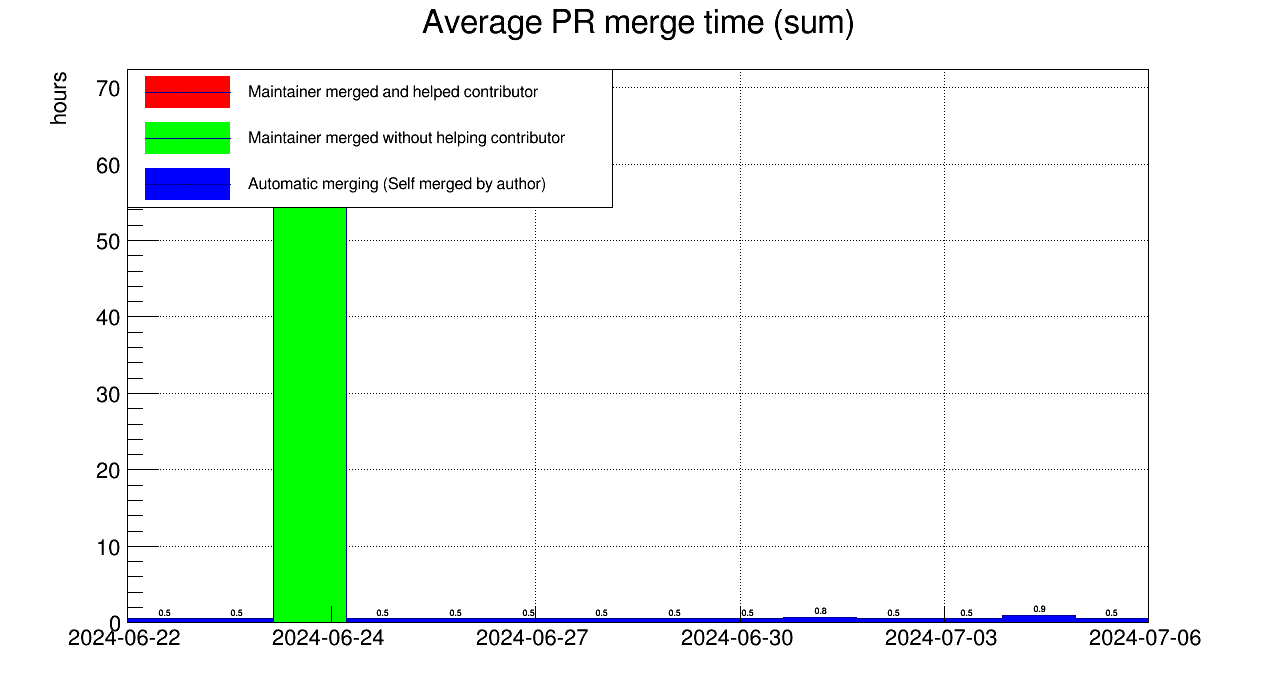 Average PR merge time (sum)
hours
70
60
50
40
30
20
10
0
Maintainer merged and helped contributor
Maintainer merged without helping contributor
Automatic merging (Self merged by author)
0.5 0.5 0.5 0.5 0.5 0.5 0.5 0.5 0.8 0.5 0.5 0.9 0.5
2024-06-22 2024-06-24 2024-06-27 2024-06-30 2024-07-03 2024-07-06